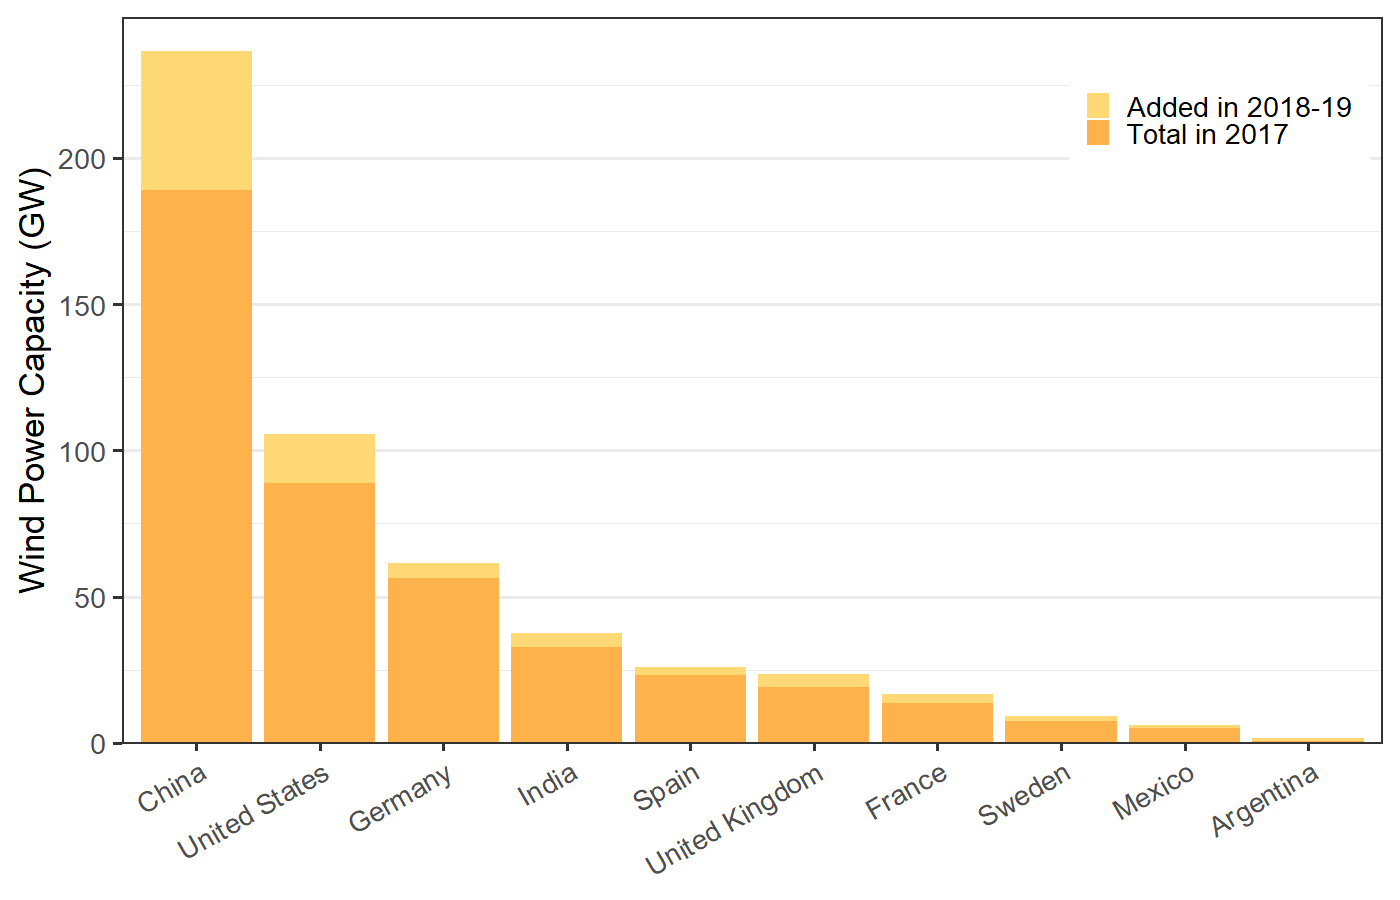 Added in 2018-19
Total in 2017
Wind Power Capacity (GW)
200
150
100
50
0
China
United States
Germany
India
Spain
United Kingdom
France
Sweden
Mexico
Argentina